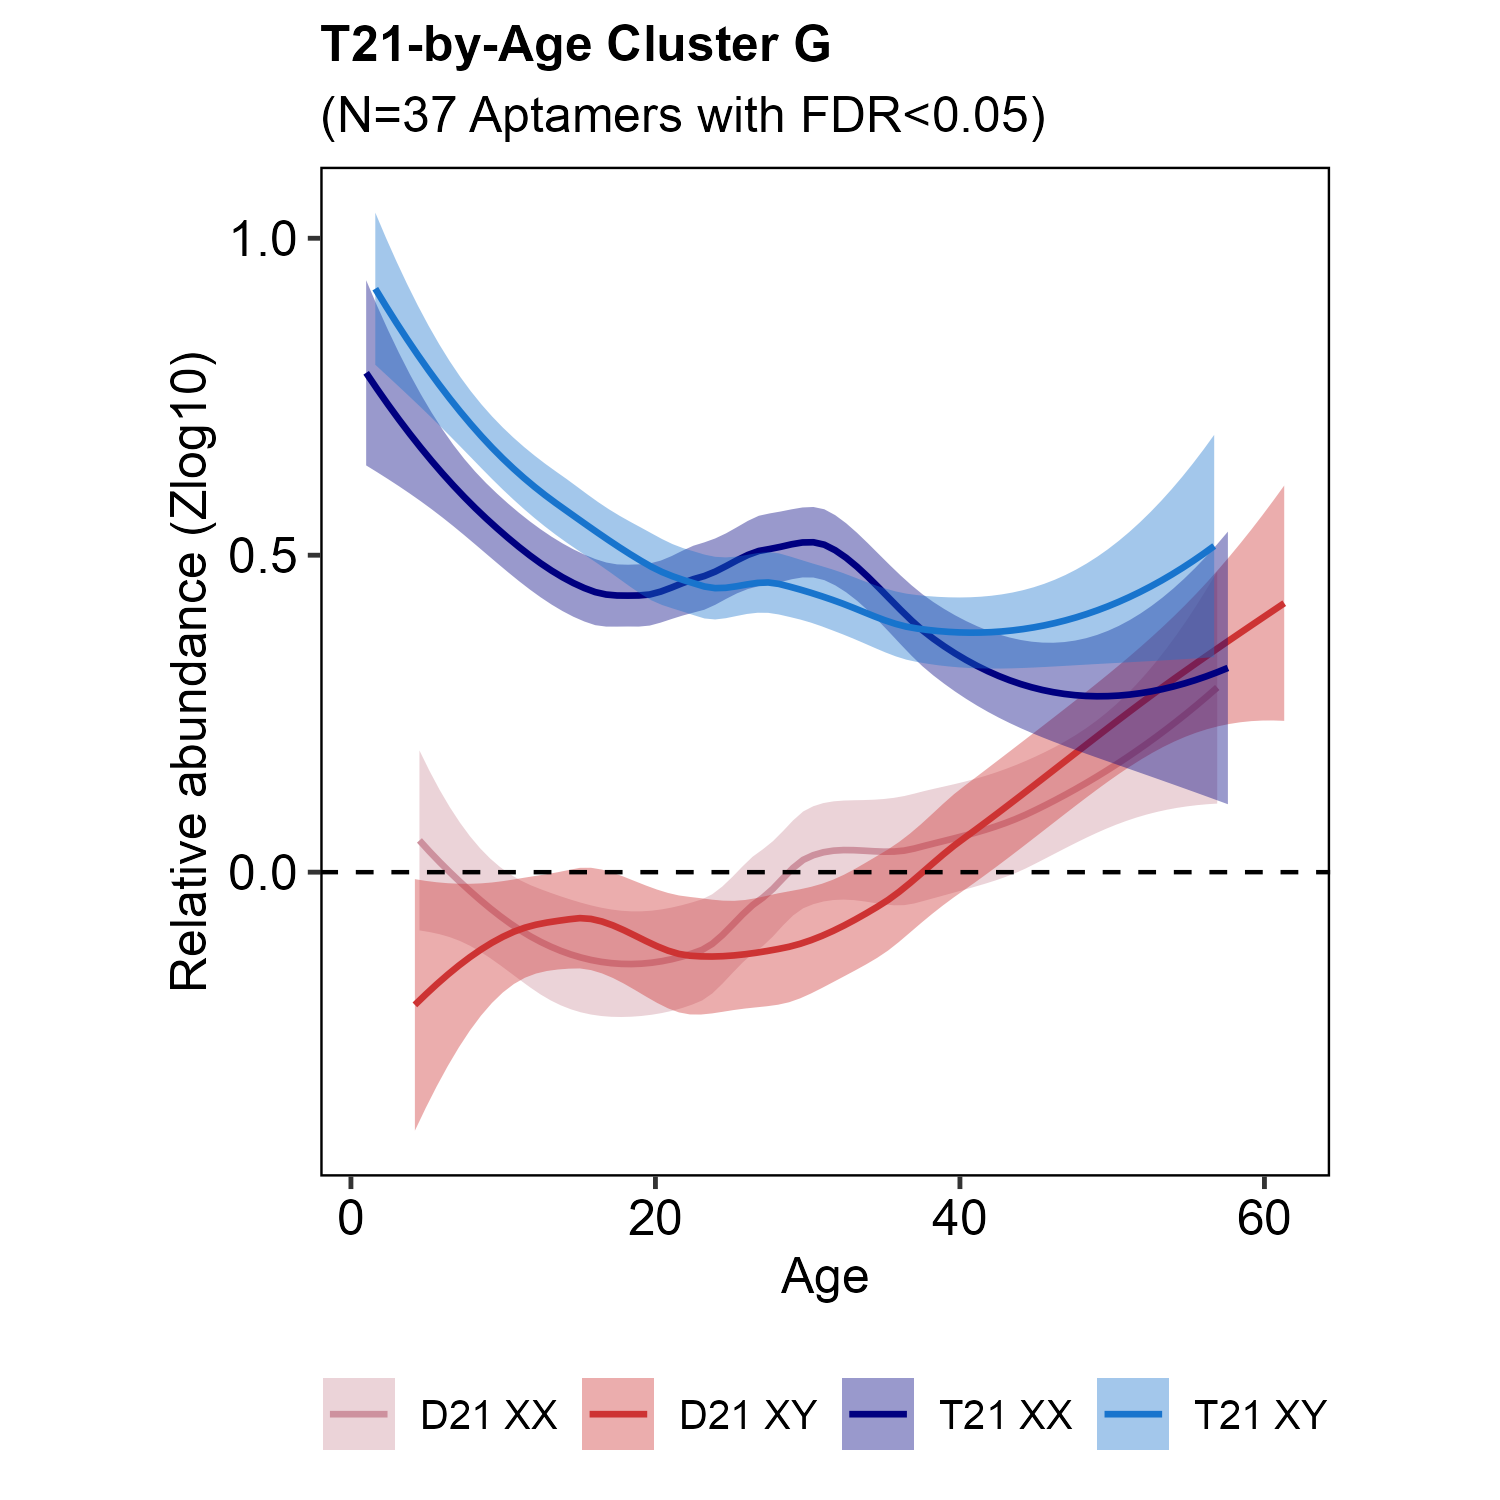 T21-by-Age Cluster G
(N=37 Aptamers with FDR<0.05)
Relative abundance (Zlog10)
1.0
0.5
0.0
0 20 40 60
Age
D21 XX D21 XY T21 XX T21 XY